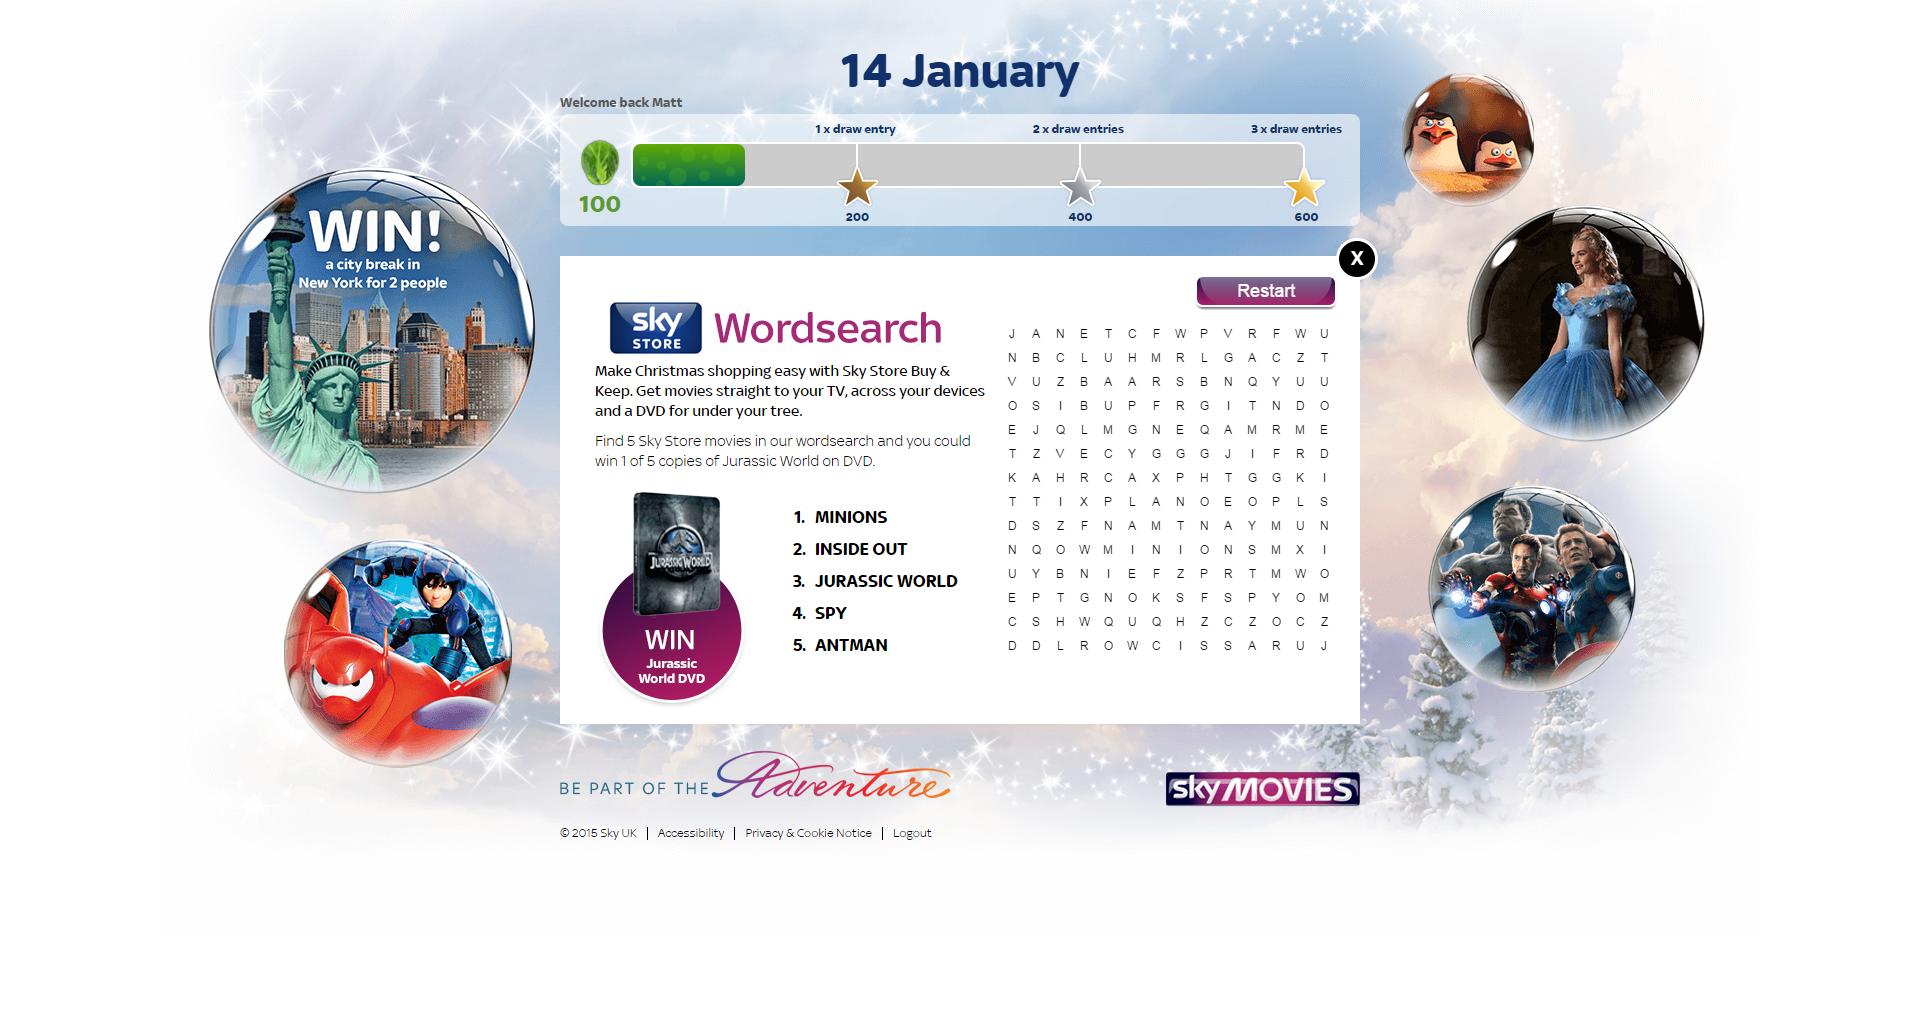 14 January
Welcome back Matt
1 x draw entry
2 x draw entries
3 x draw entries
100
200
400
600
WIN!
a city break in
New York for 2 people
X
Restart
sky
STORE
Wordsearch
Make Christmas shopping easy with Sky Store Buy &
Keep. Get movies straight to your TV, across your devices
and a DVD for under your tree.
Find 5 Sky Store movies in our wordsearch and you could
win 1 of 5 copies of Jurassic World on DVD.
JURASSIC WORLD
WIN
Jurassic
World DVD
1. MINIONS
2. INSIDE OUT
3. JURASSIC WORLD
4. SPY
5. ANTMAN
J A N E T C F W P V R F W U
N B C L U H M R L G A C Z T
V U Z B A A R S B N Q Y U U
O S I B U P F R G I T N D O
E J Q L M G N E Q A M R M E
T Z V E C Y G G G J I F R D
K A H R C A X P H T G G K I
T T I X P L A N O E O P L S
D S Z F N A M T N A Y M U N
N Q O W M I N I O N S M X I
U Y B N I E F Z P R T M W O
E P T G N O K S F S P Y O M
C S H W Q U Q H Z C Z O C Z
D D L R O W C I S S A R U J
BE PART OF THE Adventure
sky MOVIES
© 2015 Sky UK | Accessibility | Privacy & Cookie Notice | Logout